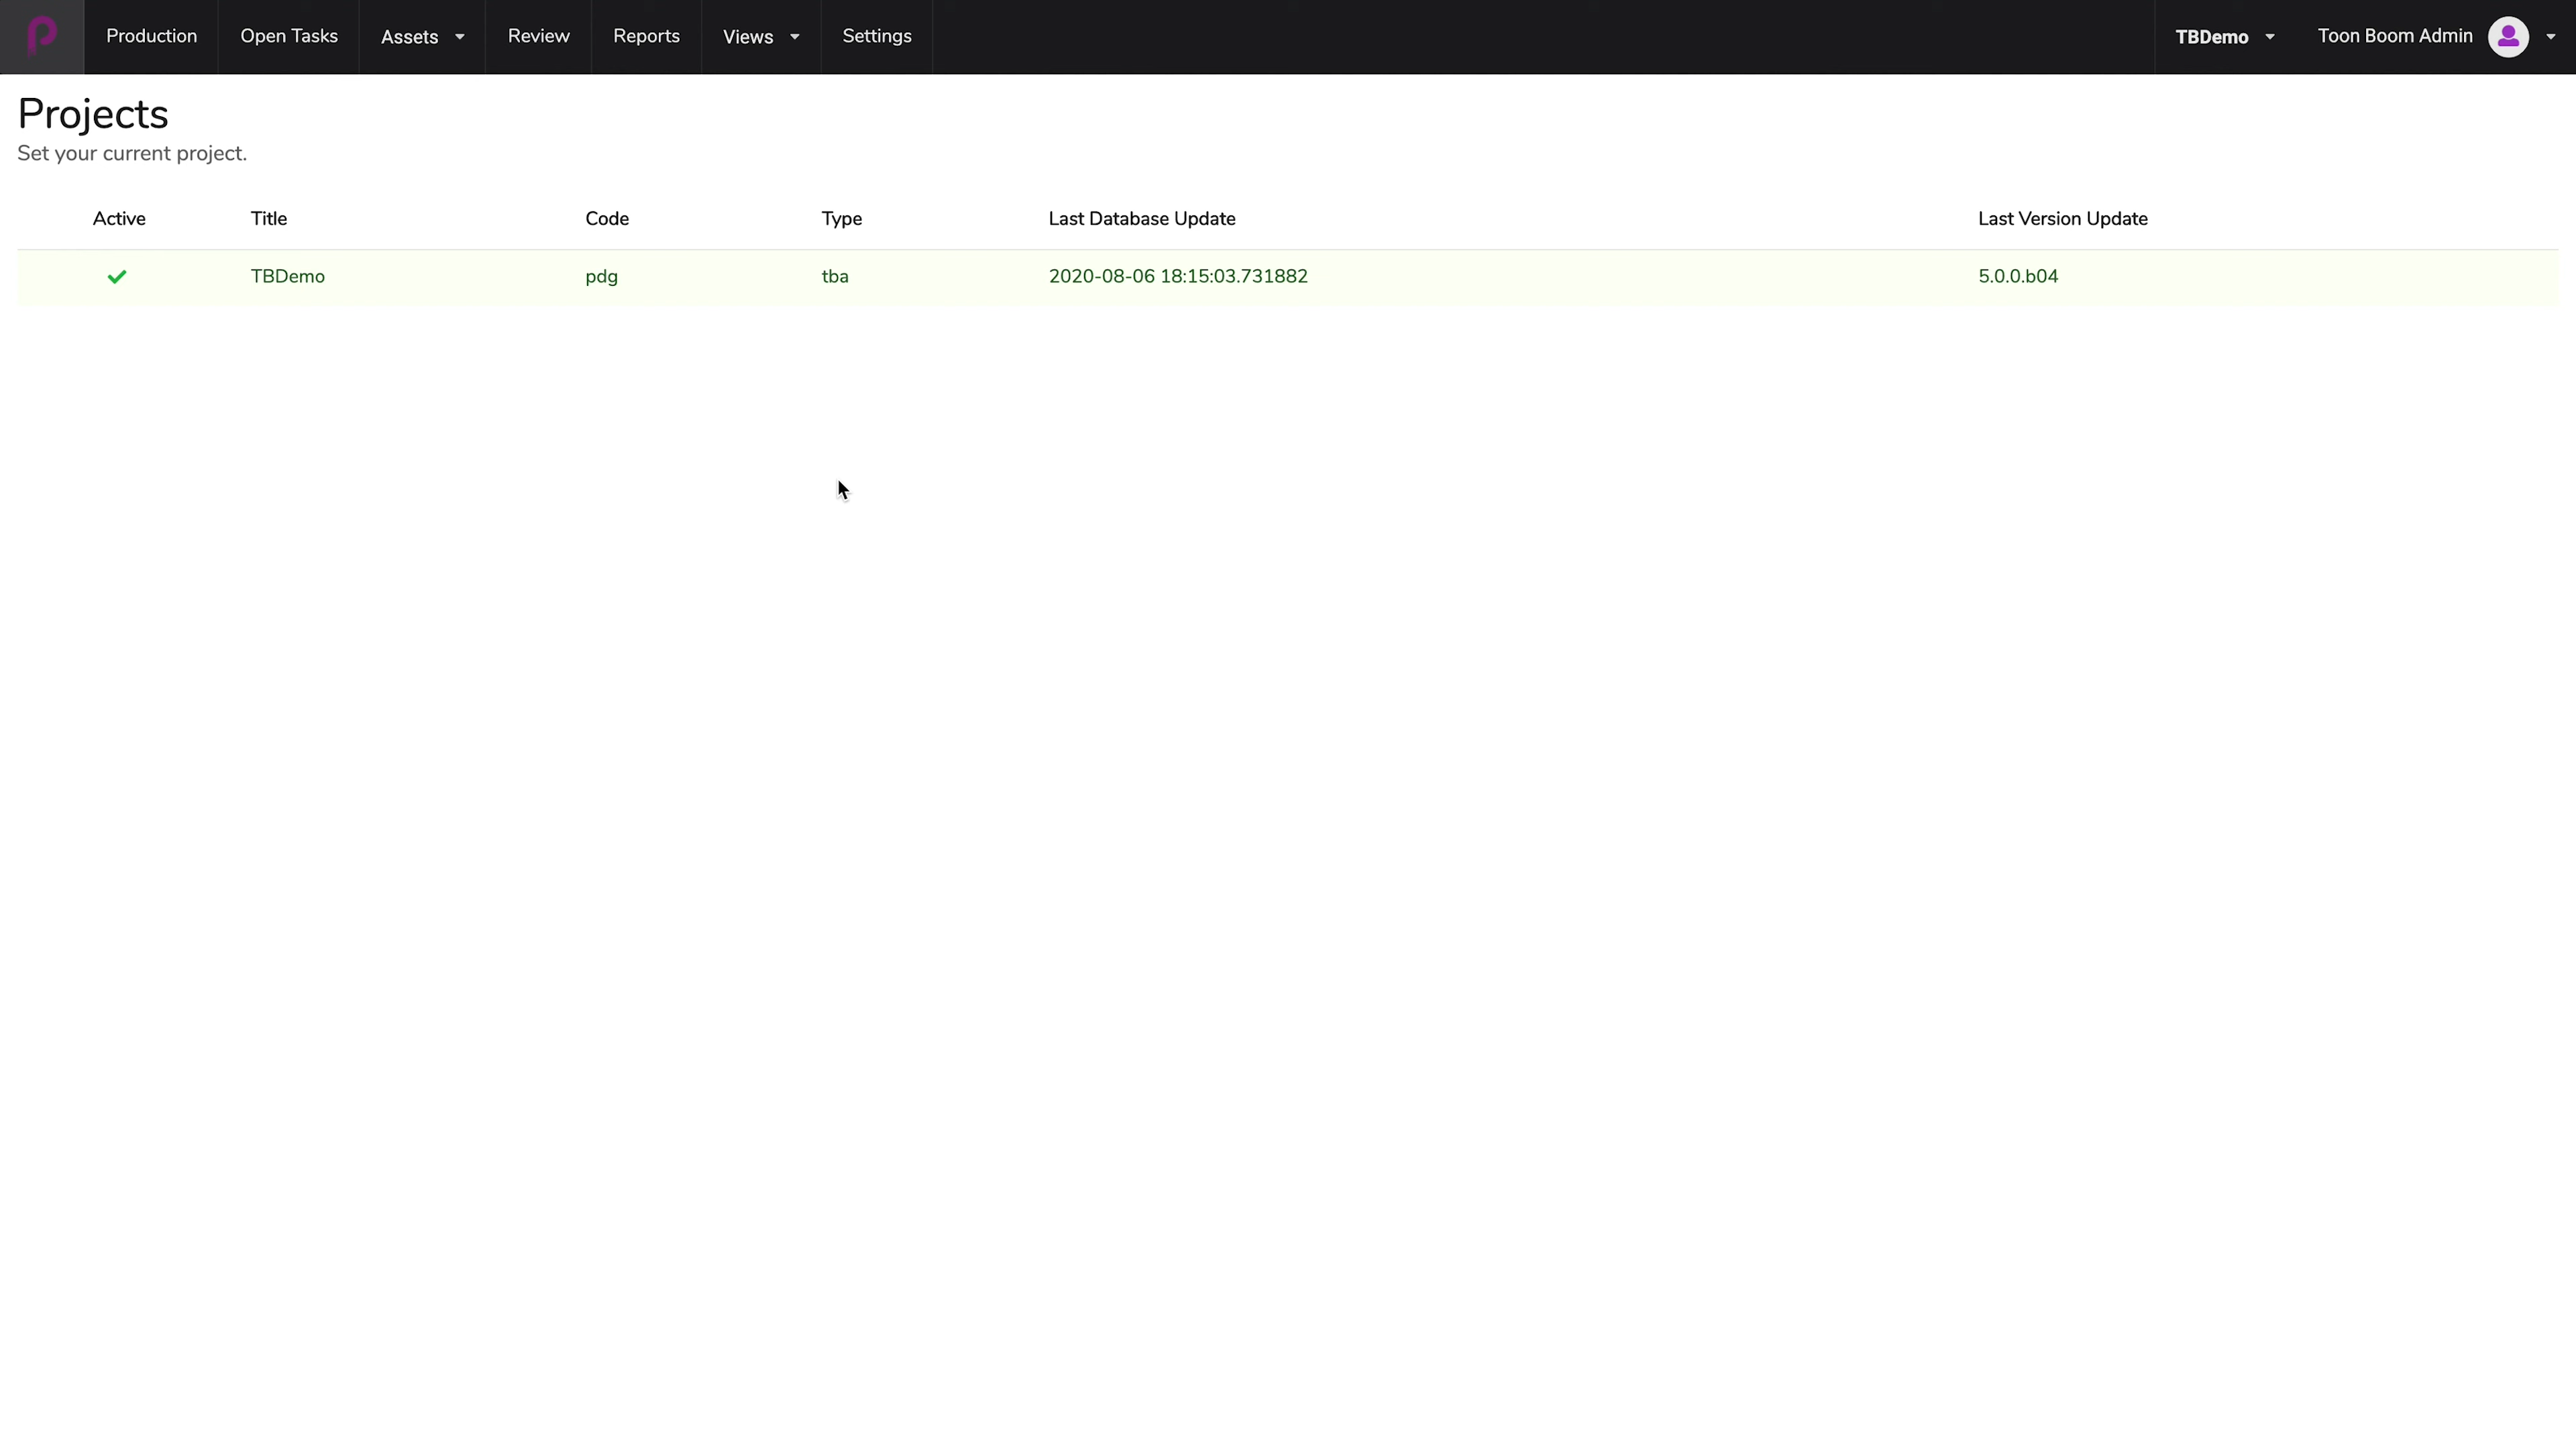 Production Open Tasks Assets Review Reports Views Settings TBDemo Toon Boom Admin
Projects
Set your current project.
Active Title Code Type Last Database Update Last Version Update
TBDemo pdg tba 2020-08-06 18:15:03.731882 5.0.0.b04